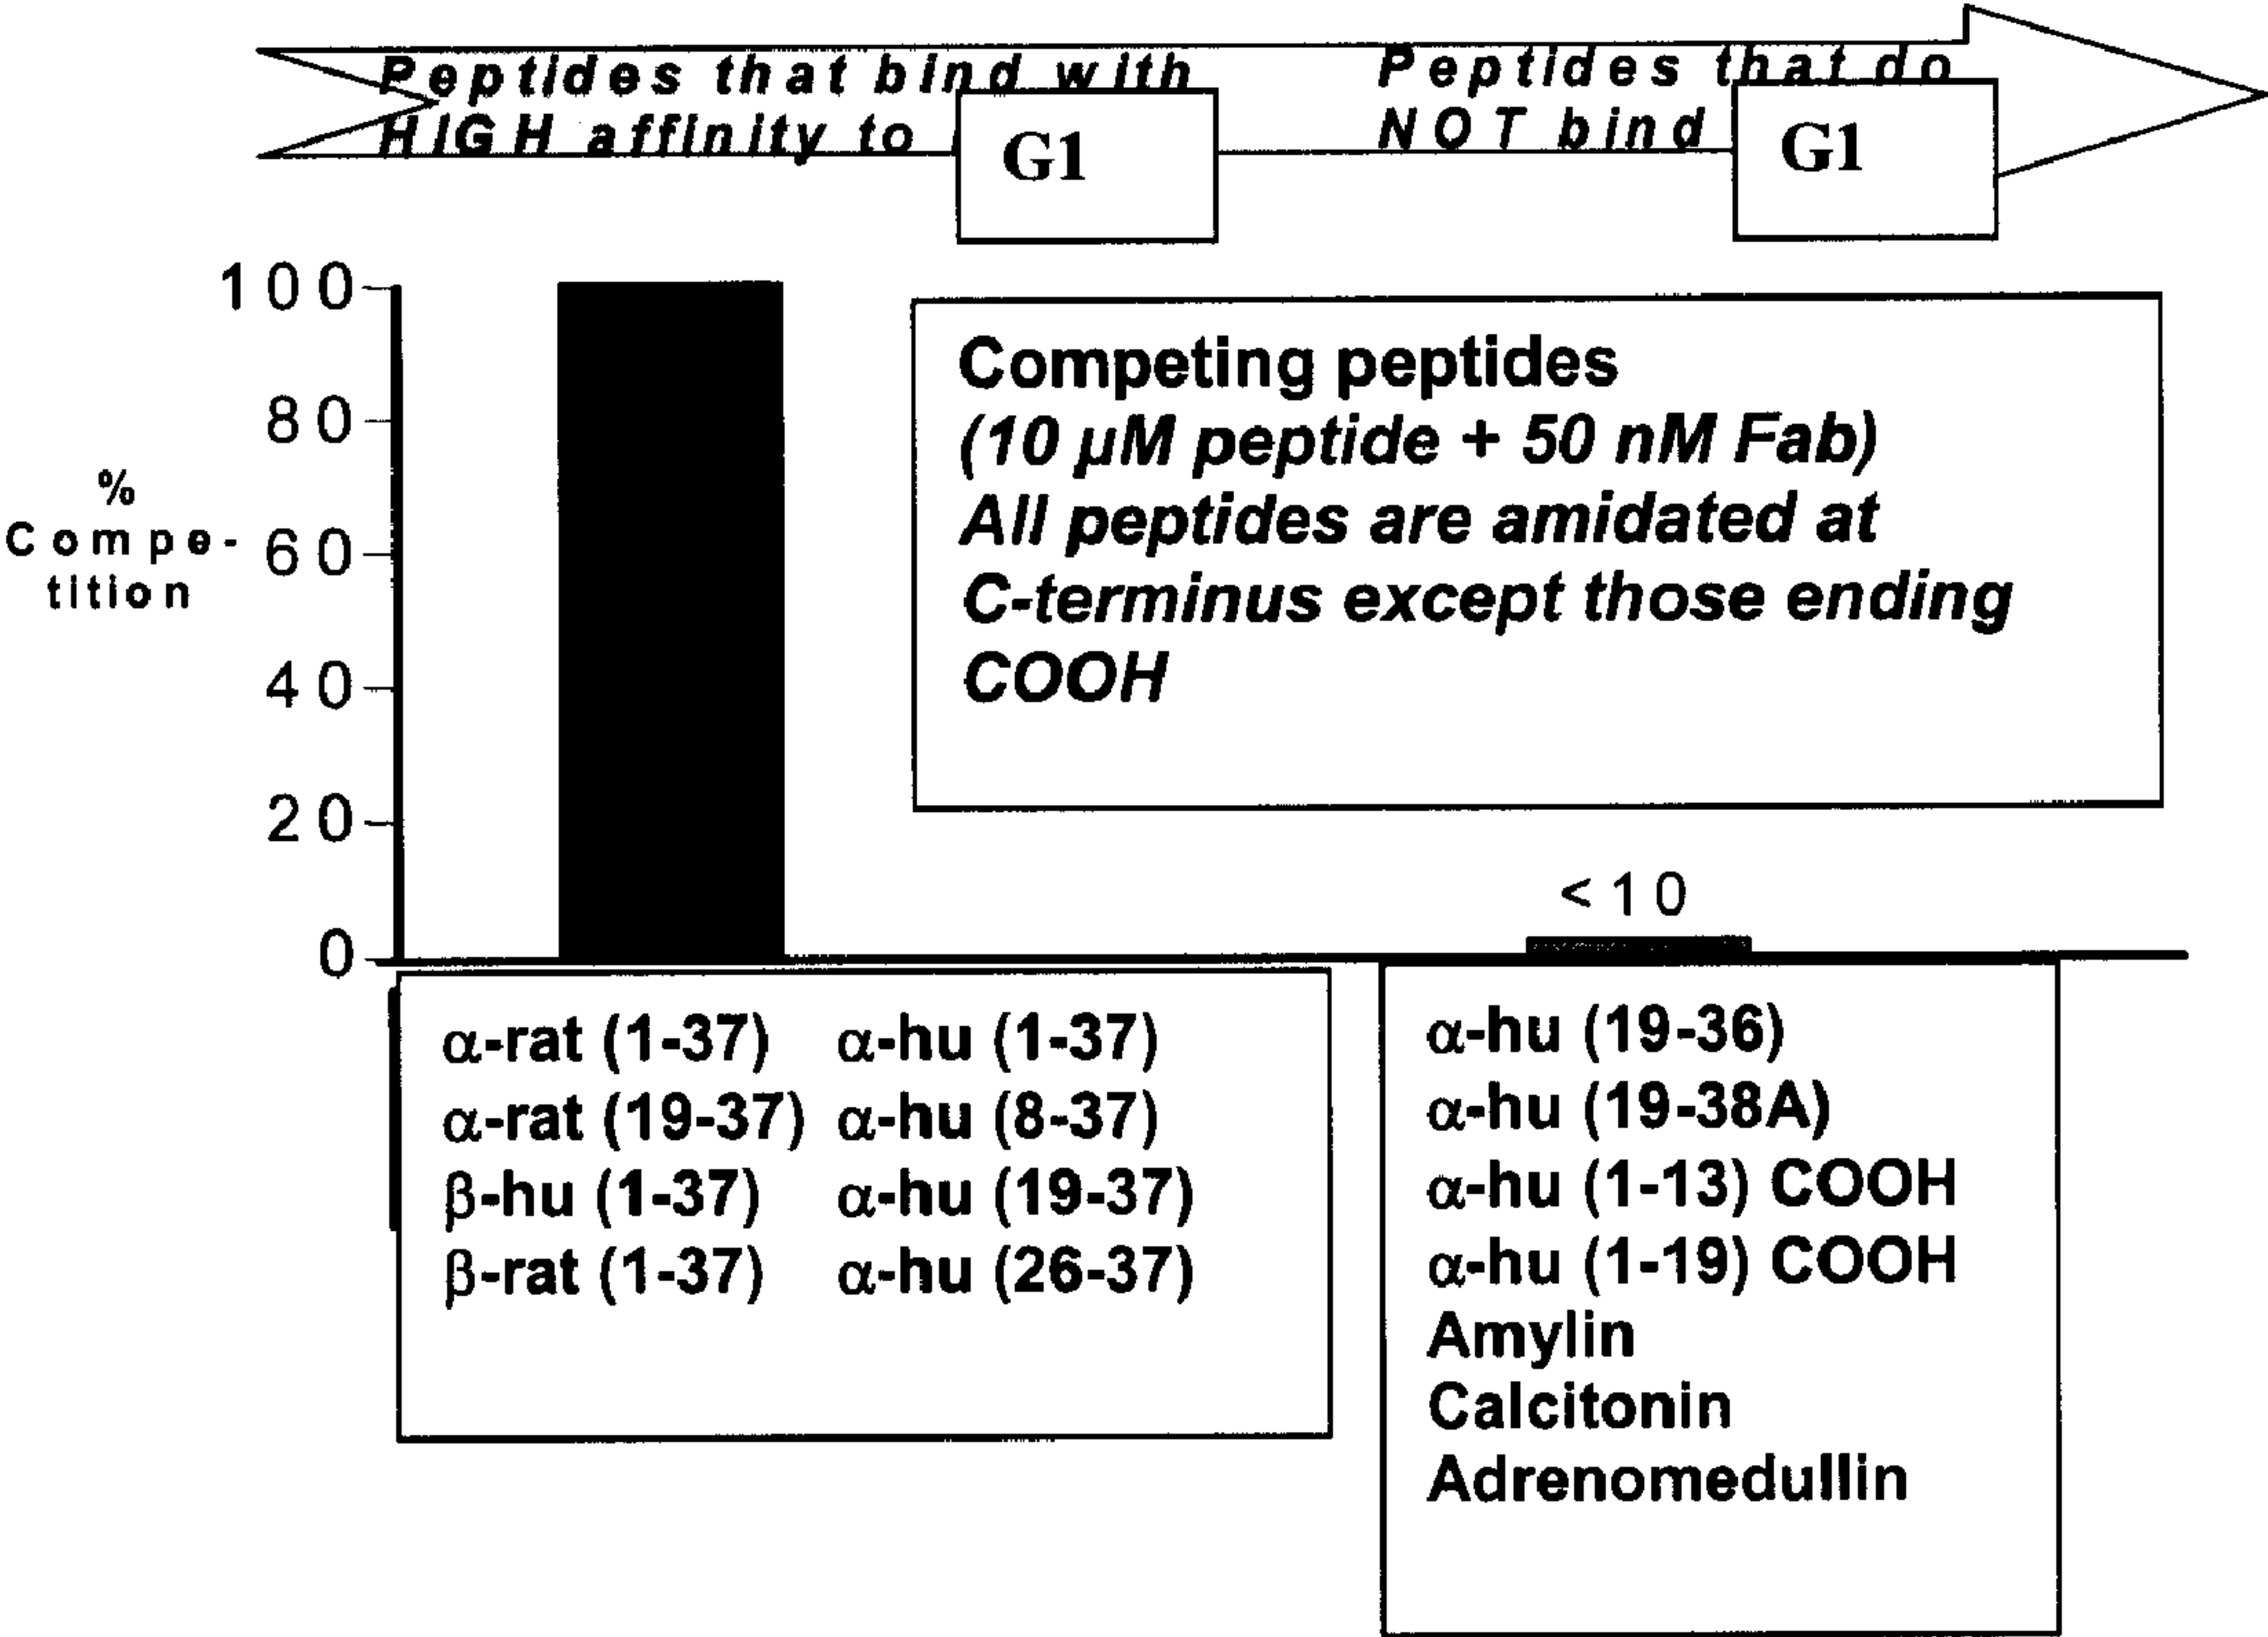 Peptides that bind with
HIGH affinity to
G1
Peptides that do
NOT bind
G1
100
80
60
40
20
0
%
Compe-
tition
Competing peptides
(10 µM peptide + 50 nM Fab)
All peptides are amidated at
C-terminus except those ending
COOH
<10
α-rat (1-37) α-hu (1-37)
α-rat (19-37) α-hu (8-37)
β-hu (1-37) α-hu (19-37)
β-rat (1-37) α-hu (26-37)
α-hu (19-36)
α-hu (19-38A)
α-hu (1-13) COOH
α-hu (1-19) COOH
Amylin
Calcitonin
Adrenomedullin